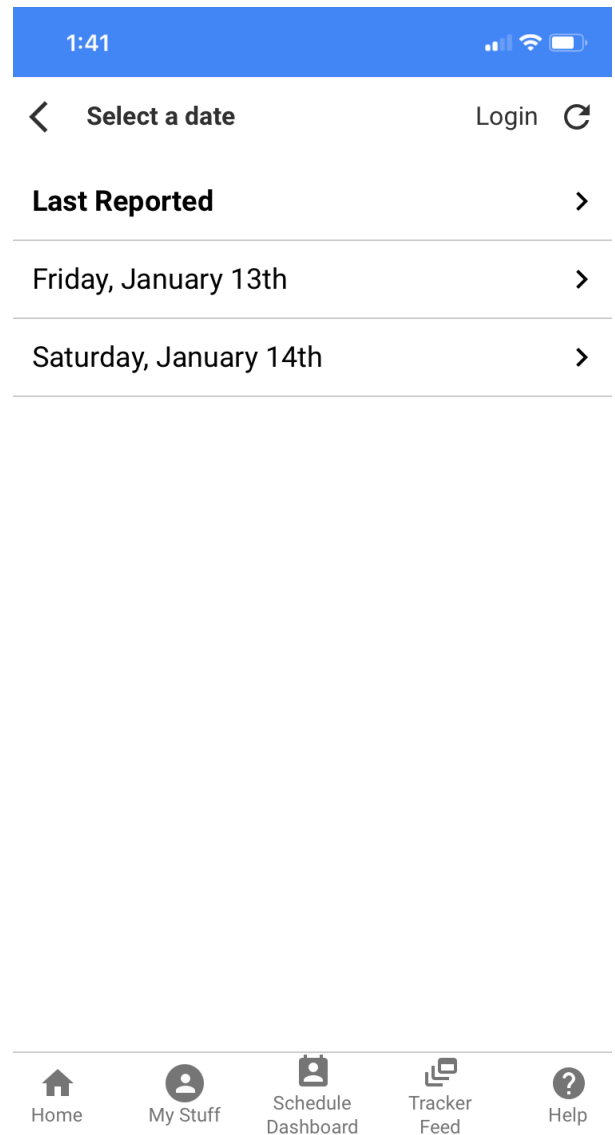 1:41
Select a date
Login
Last Reported
Friday, January 13th
Saturday, January 14th
Home
My Stuff
Schedule
Dashboard
Tracker
Feed
Help